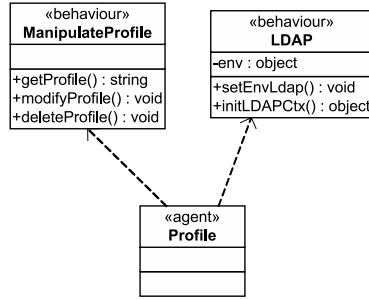 «behaviour»
ManipulateProfile
+getProfile() : string
+modifyProfile() : void
+deleteProfile() : void
«behaviour»
LDAP
-env : object
+setEnvLdap() : void
+initLDAPCtx() : object
«agent»
Profile